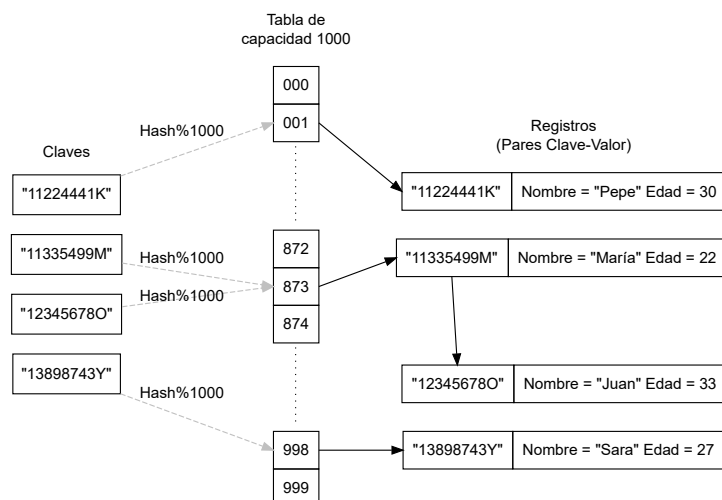 Tabla de
capacidad 1000
000
001
Hash%1000
Registros
(Pares Clave-Valor)
Claves
"11224441K"
"11224441K" Nombre = "Pepe" Edad = 30
"11335499M"
Hash%1000
872
"11335499M" Nombre = "María" Edad = 22
873
Hash%1000
"12345678O"
874
"13898743Y"
Hash%1000
"12345678O" Nombre = "Juan" Edad = 33
998
"13898743Y" Nombre = "Sara" Edad = 27
999